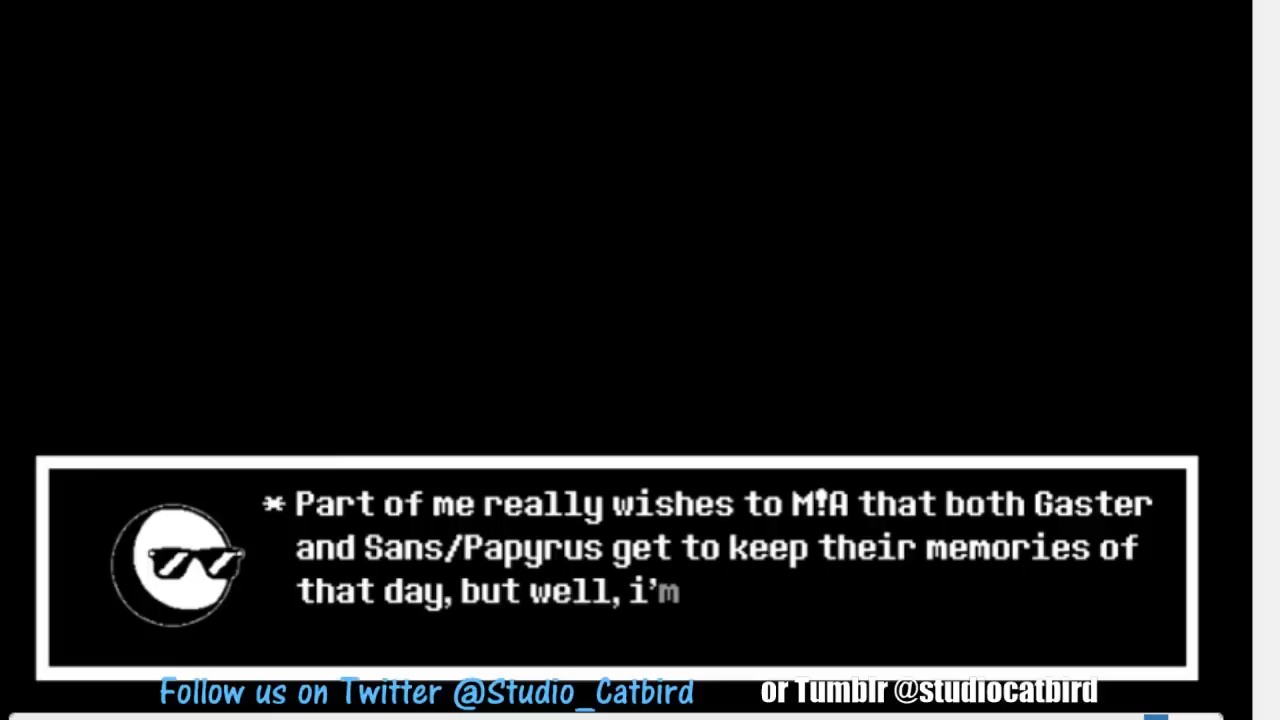 * Part of me really wishes to M!A that both Gaster
and Sans/Papyrus get to keep their memories of
that day, but well, i'm
Follow us on Twitter @Studio_Catbird or Tumblr @studiocatbird